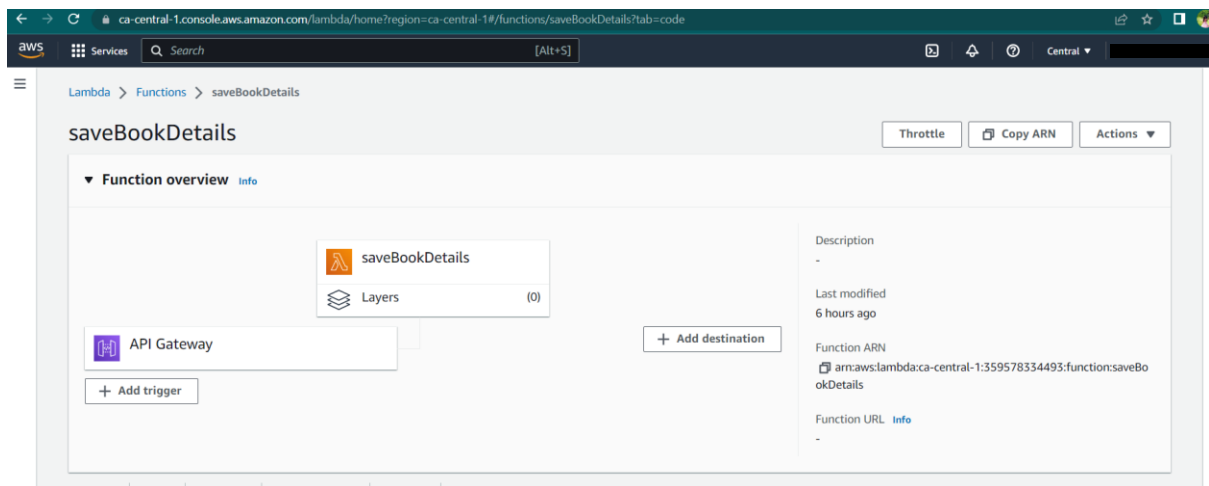 ca-central-1.console.aws.amazon.com/lambda/home?region=ca-central-1#/functions/saveBookDetails?tab=code
aws Services Search [Alt+S] Central
Lambda > Functions > saveBookDetails
saveBookDetails Throttle Copy ARN Actions
Function overview Info
saveBookDetails
Layers (0)
API Gateway
+ Add trigger
+ Add destination
Description
-
Last modified
6 hours ago
Function ARN
arn:aws:lambda:ca-central-1:359578334493:function:saveBo
okDetails
Function URL Info
-